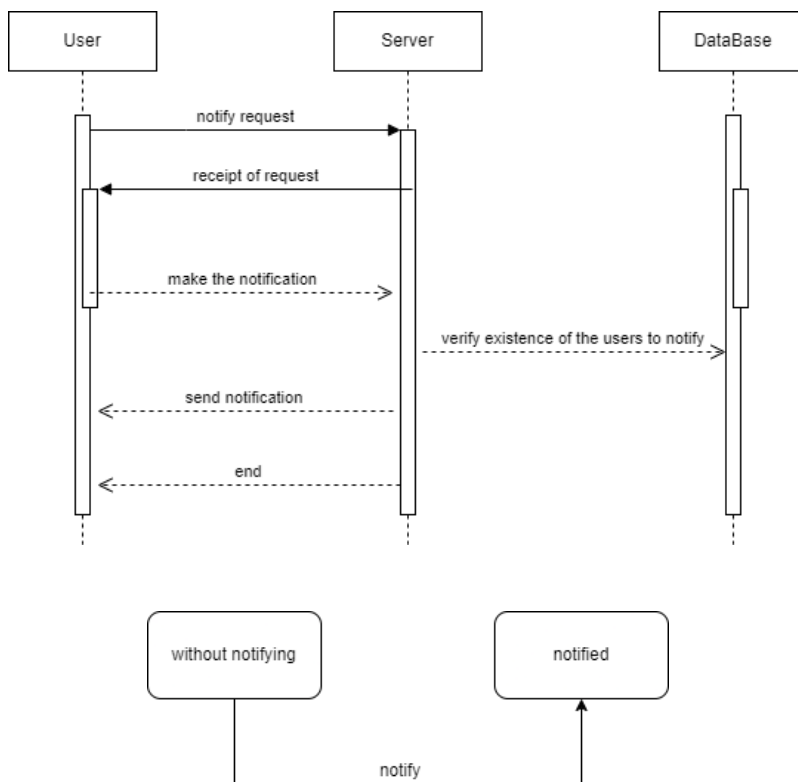 User
Server
DataBase
notify request
receipt of request
make the notification
verify existence of the users to notify
send notification
end
without notifying
notified
notify